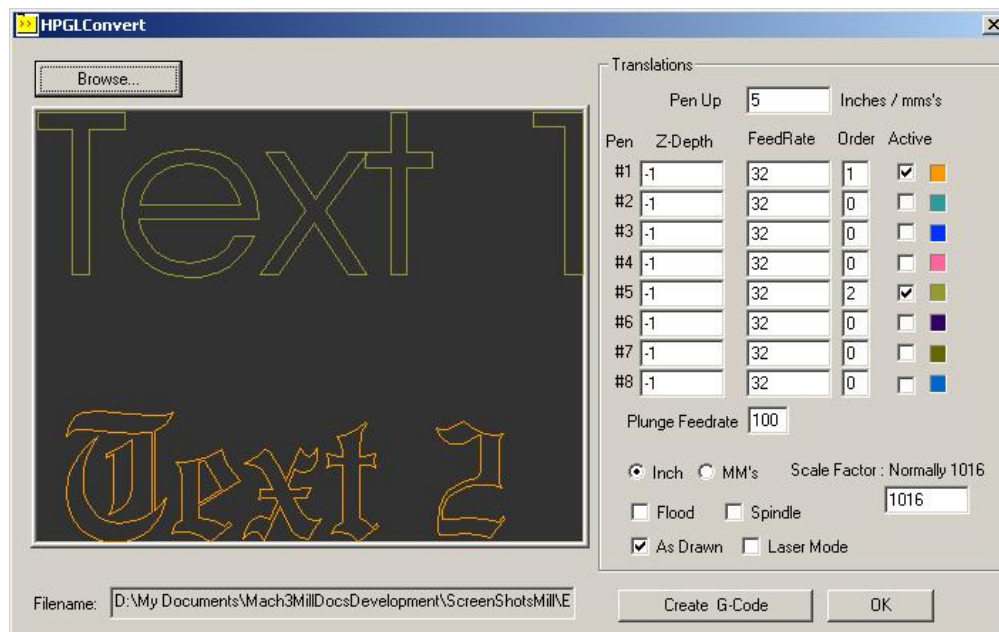 HPGLConvert
Browse...
Text 1
Text 2
Translations
Pen Up 5 Inches / mms's
Pen Z-Depth FeedRate Order Active
#1 -1 32 1
#2 -1 32 0
#3 -1 32 0
#4 -1 32 0
#5 -1 32 2
#6 -1 32 0
#7 -1 32 0
#8 -1 32 0
Plunge Feedrate 100
Inch MM's Scale Factor : Normally 1016
1016
Flood Spindle
As Drawn Laser Mode
Filename: D:\My Documents\Mach3MillDocsDevelopment\ScreenShotsMill\E
Create G-Code OK